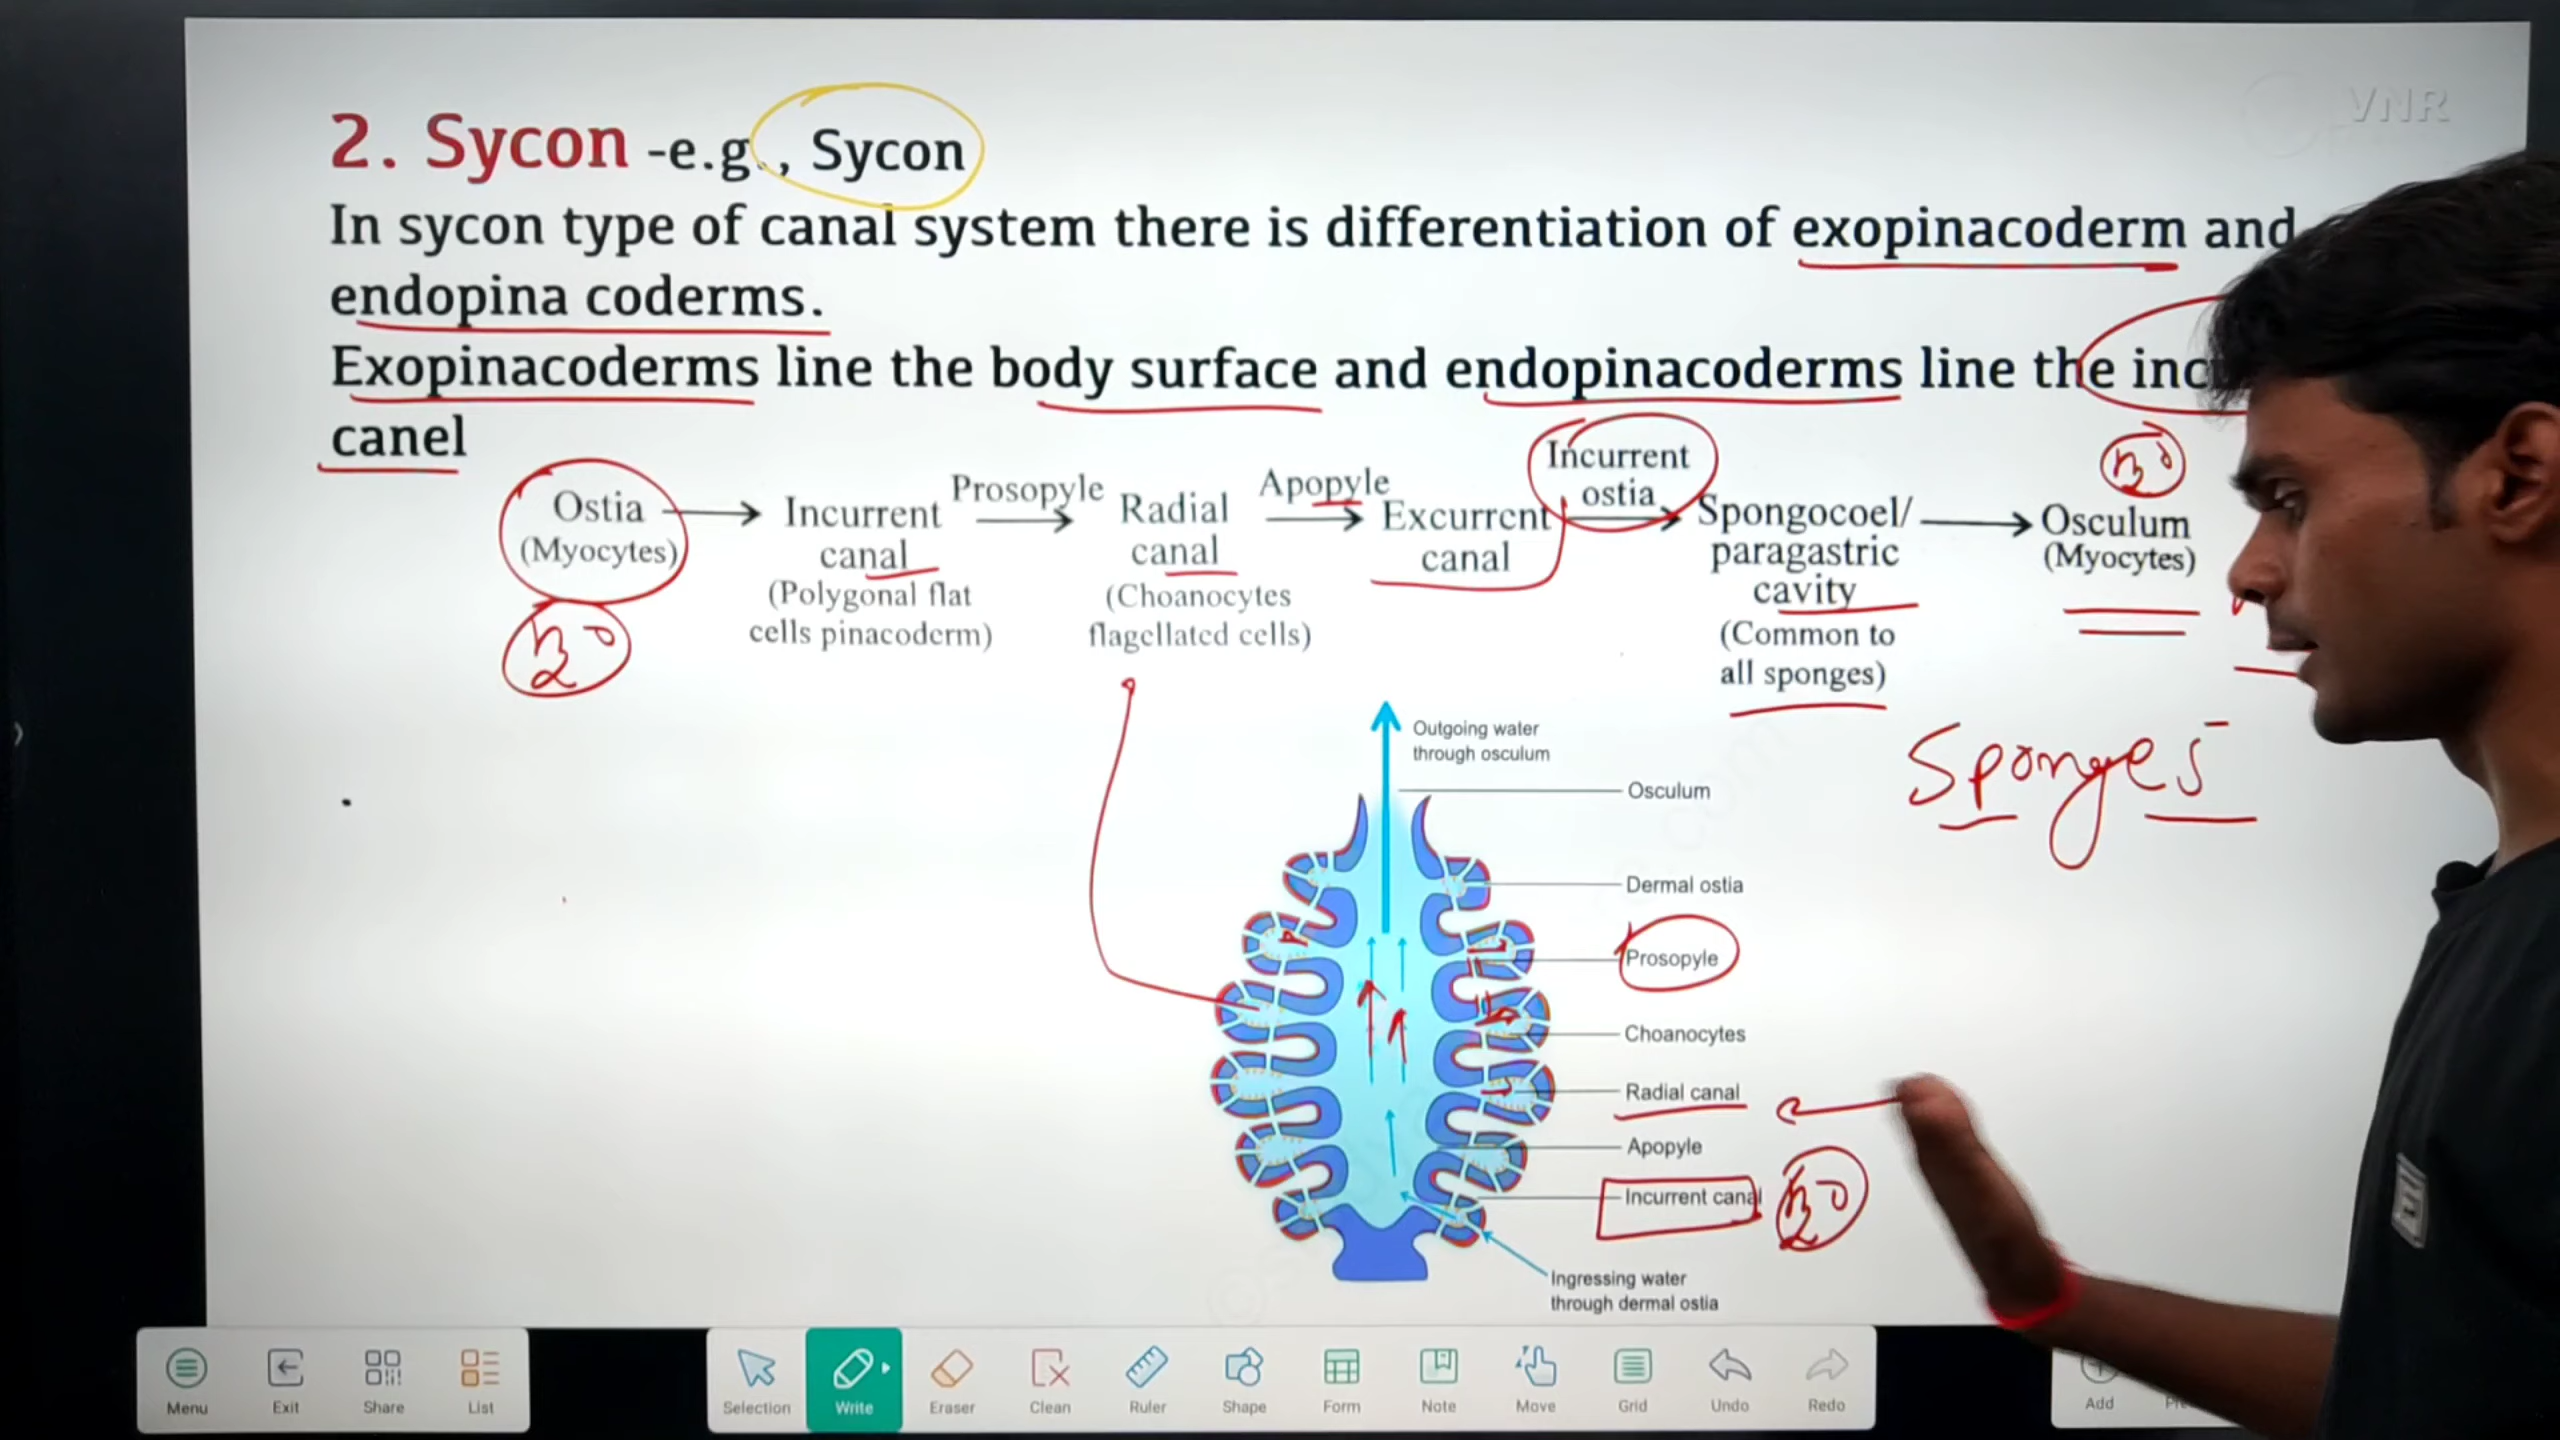 VNR
2. Sycon -e.g., Sycon
In sycon type of canal system there is differentiation of exopinacoderm and
endopina coderms.
Exopinacoderms line the body surface and endopinacoderms line the
canel
Ostia
(Myocytes)
Incurrent
canal
(Polygonal flat
cells pinacoderm)
Prosopyle
Radial
canal
(Choanocytes
flagellated cells)
Apopyle
Excurrent
canal
Incurrent
ostia
Spongocoel/
paragastric
cavity
(Common to
all sponges)
Osculum
(Myocytes)
Sponges
Outgoing water
through osculum
Osculum
Dermal ostia
Prosopyle
Choanocytes
Radial canal
Apopyle
Incurrent canal
Ingressing water
through dermal ostia
Menu Exit Share List Selection Write Eraser Clean Ruler Shape Form Note Move Grid Undo Redo Add